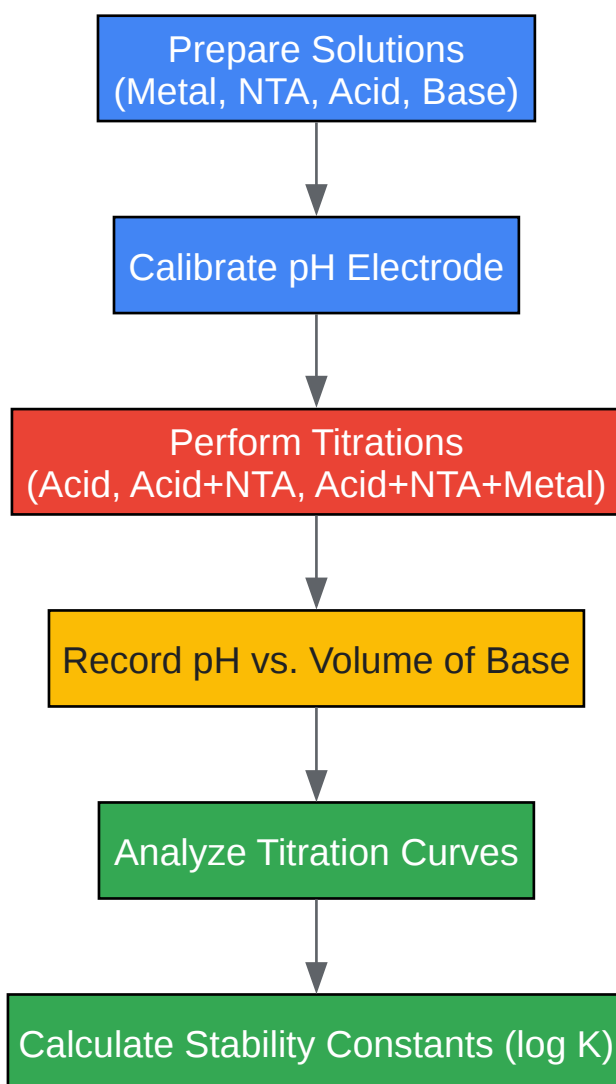 Prepare Solutions
(Metal, NTA, Acid, Base)
Calibrate pH Electrode
Perform Titrations
(Acid, Acid+NTA, Acid+NTA+Metal)
Record pH vs. Volume of Base
Analyze Titration Curves
Calculate Stability Constants (log K)